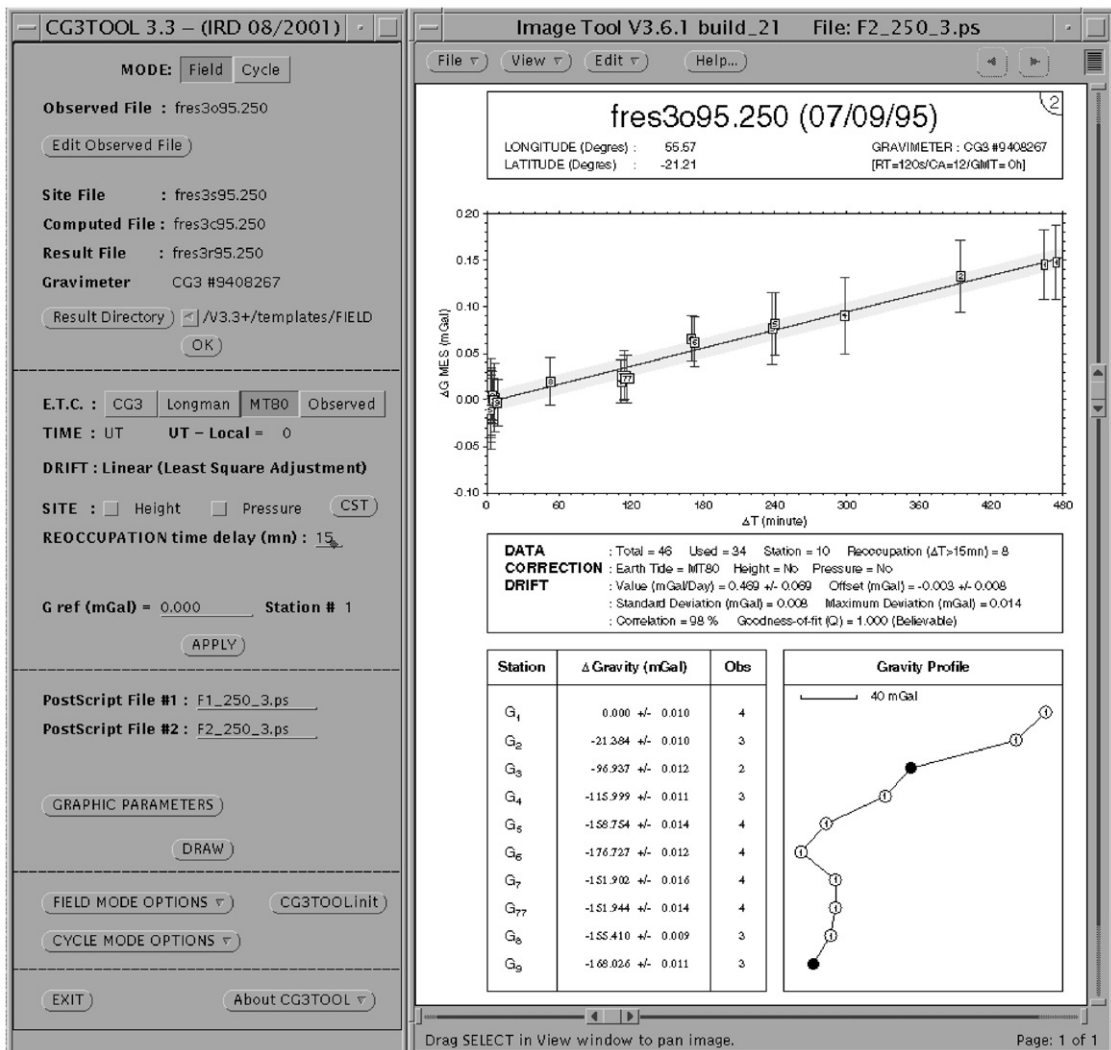 CG3TOOL 3.3 – (IRD 08/2001)
MODE: Field Cycle
Observed File : fres3o95.250
Edit Observed File
Site File : fres3s95.250
Computed File : fres3c95.250
Result File : fres3r95.250
Gravimeter CG3 #9408267
Result Directory /V3.3+/templates/FIELD
OK
E.T.C. : CG3 Longman MT80 Observed
TIME : UT UT – Local = 0
DRIFT : Linear (Least Square Adjustment)
SITE : Height Pressure CST
REOCCUPATION time delay (mn) : 15
G ref (mGal) = 0.000 Station # 1
APPLY
PostScript File #1 : F1_250_3.ps
PostScript File #2 : F2_250_3.ps
GRAPHIC PARAMETERS
DRAW
FIELD MODE OPTIONS CG3TOOL.init
CYCLE MODE OPTIONS
EXIT About CG3TOOL
Image Tool V3.6.1 build_21 File: F2_250_3.ps
File View Edit Help...
2
fres3o95.250 (07/09/95)
LONGITUDE (Degres) : 55.57 GRAVIMETER : CG3 #9408267
LATITUDE (Degres) : -21.21 [RT=120s/CA=12/GMT= 0h]
0.20
0.15
0.10
0.05
0.00
-0.05
-0.10
ΔG MES (mGal)
0 60 120 180 240 300 360 420 480
ΔT (minute)
DATA : Total = 46 Used = 34 Station = 10 Reoccupation (ΔT>15mn) = 8
CORRECTION : Earth Tide = MT80 Height = No Pressure = No
DRIFT : Value (mGal/Day) = 0.469 +/- 0.069 Offset (mGal) = -0.003 +/- 0.008
: Standard Deviation (mGal) = 0.008 Maximum Deviation (mGal) = 0.014
: Correlation = 98 % Goodness-of-fit (Q) = 1.000 (Believable)
Station Δ Gravity (mGal) Obs Gravity Profile
40 mGal
G1 0.000 +/- 0.010 4
G2 -21.384 +/- 0.010 3
G3 -96.937 +/- 0.012 2
G4 -115.999 +/- 0.011 3
G5 -158.754 +/- 0.014 4
G6 -176.727 +/- 0.012 4
G7 -151.902 +/- 0.016 4
G77 -151.944 +/- 0.014 4
G8 -155.410 +/- 0.009 3
G9 -168.026 +/- 0.011 3
Drag SELECT in View window to pan image. Page: 1 of 1